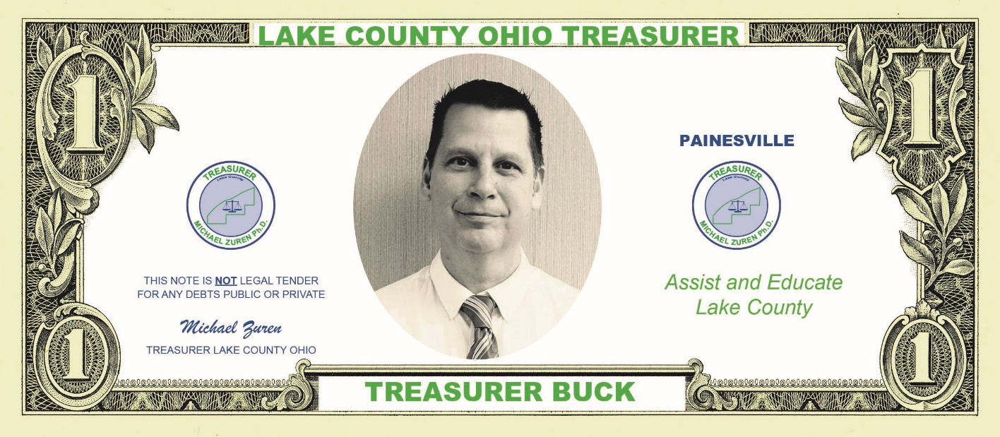 LAKE COUNTY OHIO TREASURER
1
1
PAINESVILLE
TREASURER
Lake County
MICHAEL ZUREN Ph.D.
TREASURER
Lake County
MICHAEL ZUREN Ph.D.
THIS NOTE IS NOT LEGAL TENDER
FOR ANY DEBTS PUBLIC OR PRIVATE
Michael Zuren
TREASURER LAKE COUNTY OHIO
Assist and Educate
Lake County
1
1
TREASURER BUCK